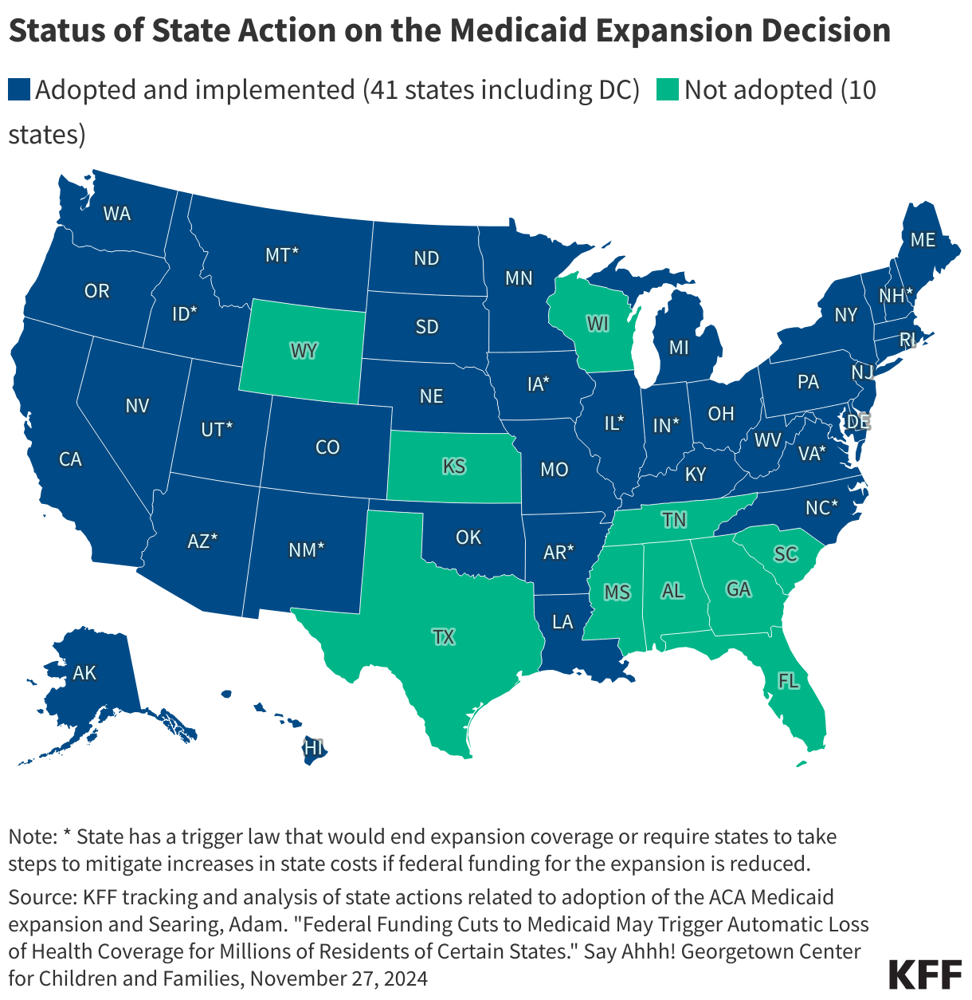 Status of State Action on the Medicaid Expansion Decision
Adopted and implemented (41 states including DC) Not adopted (10
states)
WA
ME
MT*
ND
MN
OR
NH*
ID*
NY
SD
WI
RI
MI
WY
NJ
PA
IA*
NE
NV
OH
DE
IL*
IN*
UT*
WV
CO
VA*
CA
KS
MO
KY
NC*
TN
OK
AZ*
NM*
AR*
SC
MS
AL
GA
LA
TX
AK
FL
HI
Note: * State has a trigger law that would end expansion coverage or require states to take
steps to mitigate increases in state costs if federal funding for the expansion is reduced.
Source: KFF tracking and analysis of state actions related to adoption of the ACA Medicaid
expansion and Searing, Adam. "Federal Funding Cuts to Medicaid May Trigger Automatic Loss
of Health Coverage for Millions of Residents of Certain States." Say Ahhh! Georgetown Center
for Children and Families, November 27, 2024
KFF